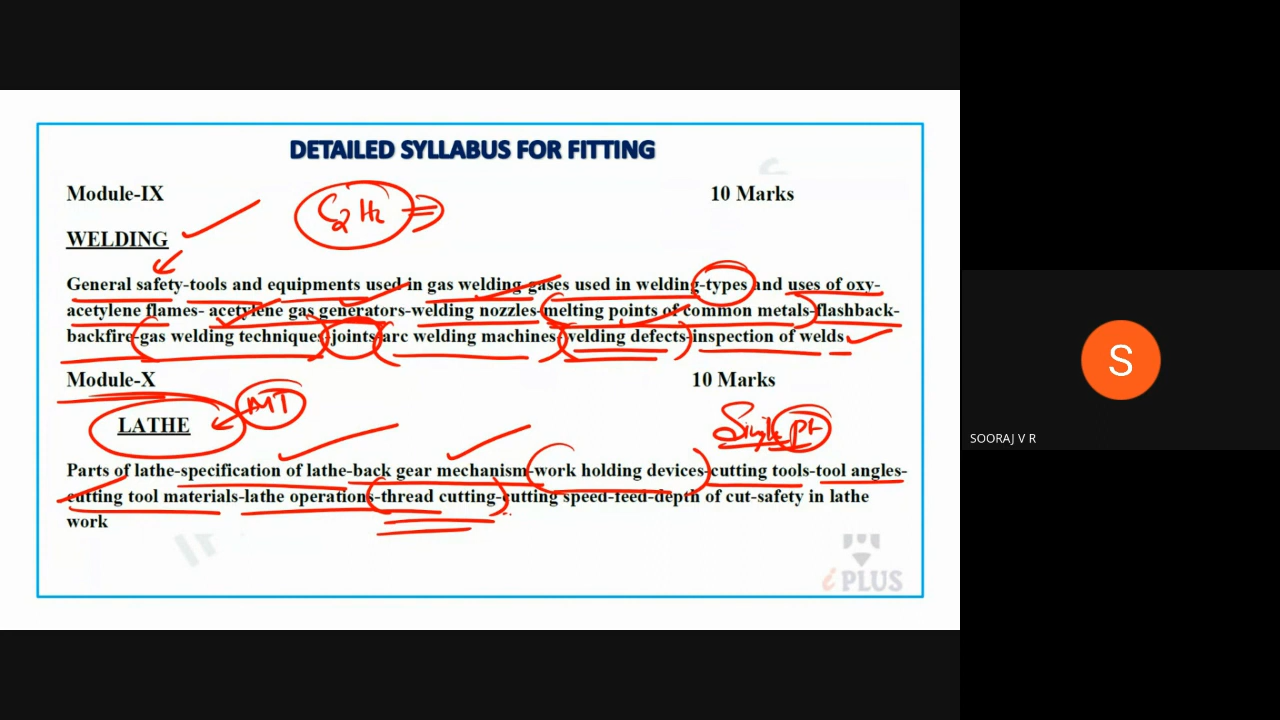 DETAILED SYLLABUS FOR FITTING
Module-IX 10 Marks
C2H2
WELDING
General safety-tools and equipments used in gas welding-gases used in welding-types and uses of oxy-
acetylene flames- acetylene gas generators-welding nozzles-melting points of common metals-flashback-
backfire-gas welding techniques-joints-arc welding machines-welding defects-inspection of welds
Module-X 10 Marks
LATHE
Single pt
Parts of lathe-specification of lathe-back gear mechanism-work holding devices-cutting tools-tool angles-
cutting tool materials-lathe operations-thread cutting-cutting speed-feed-depth of cut-safety in lathe
work
i PLUS
S
SOORAJ V R